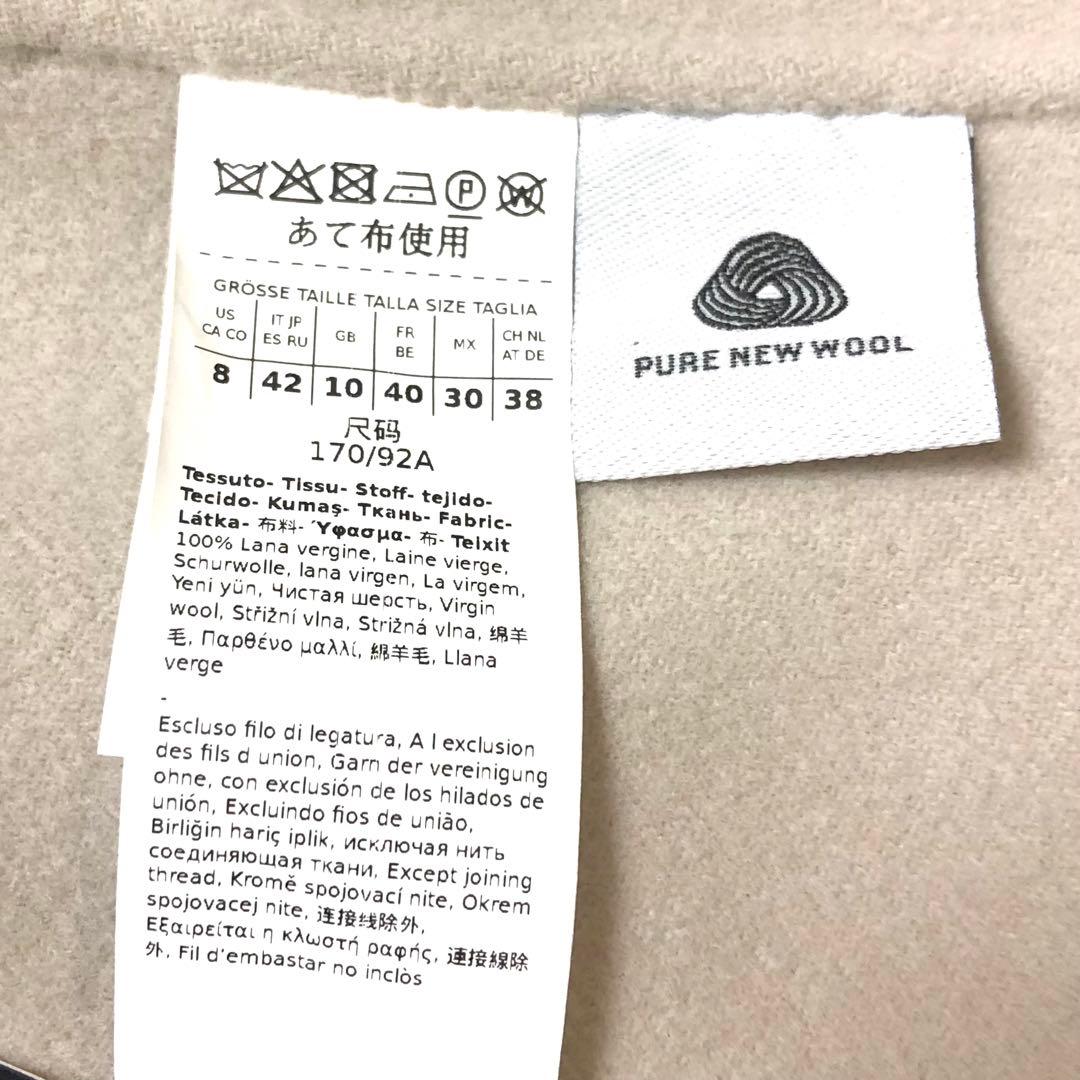 P W
あて布使用
GRÖSSE TAILLE TALLA SIZE TAGLIA
US CA CO IT JP ES RU GB FR BE MX CH NL AT DE
8 42 10 40 30 38
尺码
170/92A
Tessuto- Tissu- Stoff- tejido-
Tecido- Kumaş- Ткань- Fabric-
Látka- 布料- Ύφασμα- 布- Teixit
100% Lana vergine, Laine vierge,
Schurwolle, lana virgen, La virgem,
Yeni yün, Чистая шерсть, Virgin
wool, Střižní vlna, Strižná vlna, 绵羊
毛, Παρθένο μαλλί, 綿羊毛, Llana
verge
-
Escluso filo di legatura, A l exclusion
des fils d union, Garn der vereinigung
ohne, con exclusión de los hilados de
unión, Excluindo fios de união,
Birliğin hariç iplik, исключая нить
соединяющая ткани, Except joining
thread, Kromě spojovací nite, Okrem
spojovacej nite, 连接线除外,
Εξαιρείται η κλωστή ραφής, 連接線除
外, Fil d'embastar no inclòs
PURE NEW WOOL